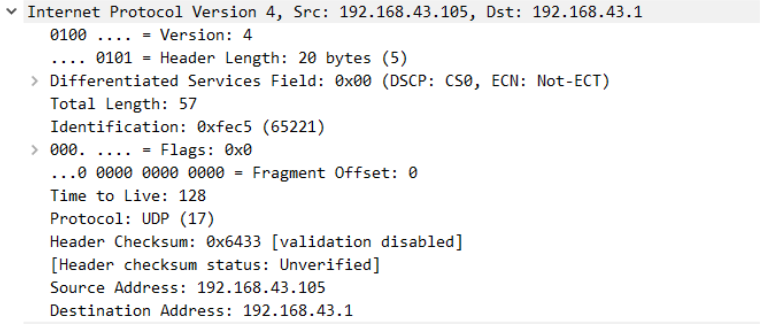 Internet Protocol Version 4, Src: 192.168.43.105, Dst: 192.168.43.1
0100 .... = Version: 4
.... 0101 = Header Length: 20 bytes (5)
Differentiated Services Field: 0x00 (DSCP: CS0, ECN: Not-ECT)
Total Length: 57
Identification: 0xfec5 (65221)
000. .... = Flags: 0x0
...0 0000 0000 0000 = Fragment Offset: 0
Time to Live: 128
Protocol: UDP (17)
Header Checksum: 0x6433 [validation disabled]
[Header checksum status: Unverified]
Source Address: 192.168.43.105
Destination Address: 192.168.43.1